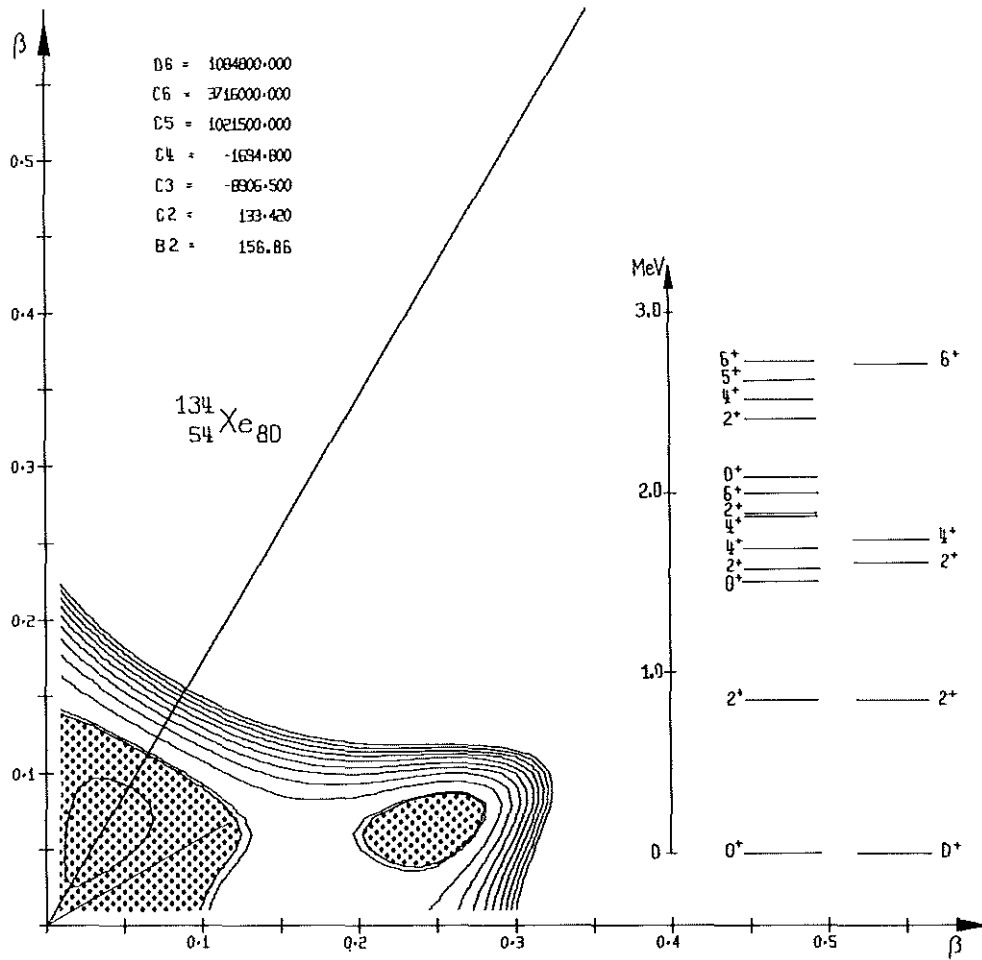 β
D6 = 1084800.000
C6 = 3716000.000
C5 = 1021500.000
C4 = -1694.800
C3 = -8906.500
C2 = 133.420
B2 = 156.86
0.5
0.4
0.3
0.2
0.1
134
54 Xe 80
MeV
3.0
2.0
1.0
0
6+
5+
4+
2+
0+
6+
2+
4+
4+
2+
0+
2+
0+
6+
4+
2+
2+
0+
0.1 0.2 0.3 0.4 0.5
β